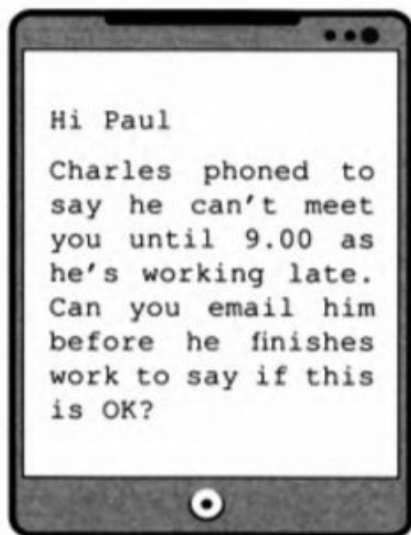 Hi Paul
Charles phoned to
say he can't meet
you until 9.00 as
he's working late.
Can you email him
before he finishes
work to say if this
is OK?